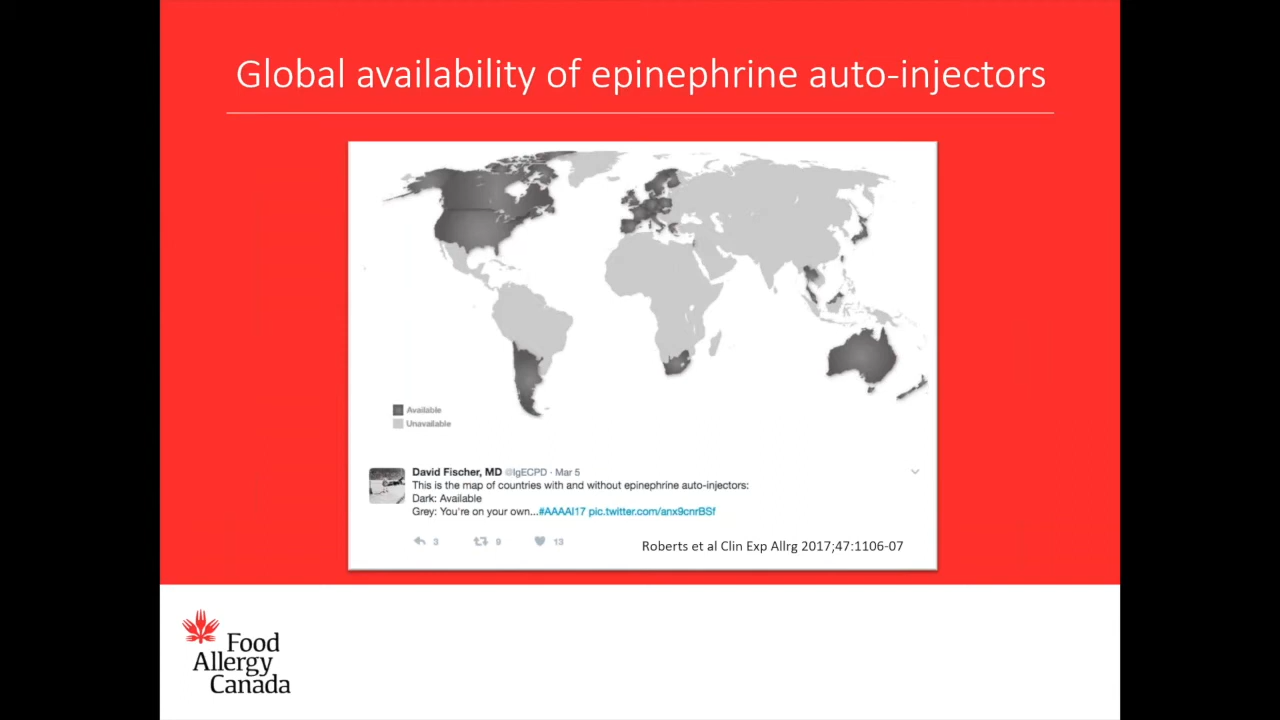 Global availability of epinephrine auto-injectors
Available
Unavailable
David Fischer, MD @IgECPD · Mar 5
This is the map of countries with and without epinephrine auto-injectors:
Dark: Available
Grey: You're on your own...#AAAAI17 pic.twitter.com/anx9cnrBSf
3 9 13
Roberts et al Clin Exp Allrg 2017;47:1106-07
Food
Allergy
Canada